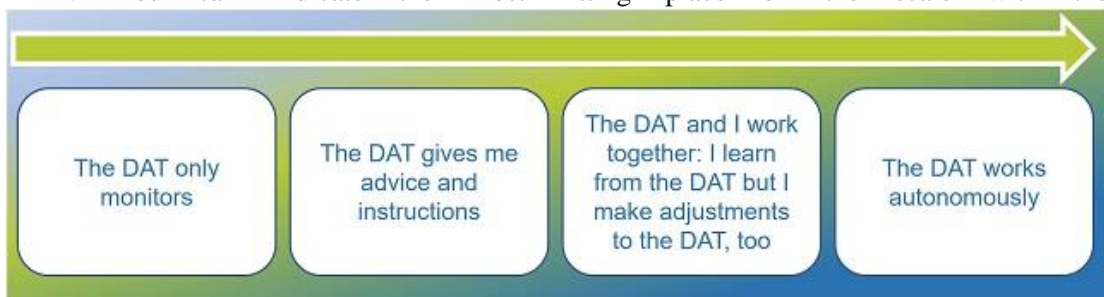 The DAT only
monitors
The DAT gives me
advice and
instructions
The DAT and I work
together: I learn
from the DAT but I
make adjustments
to the DAT, too
The DAT works
autonomously